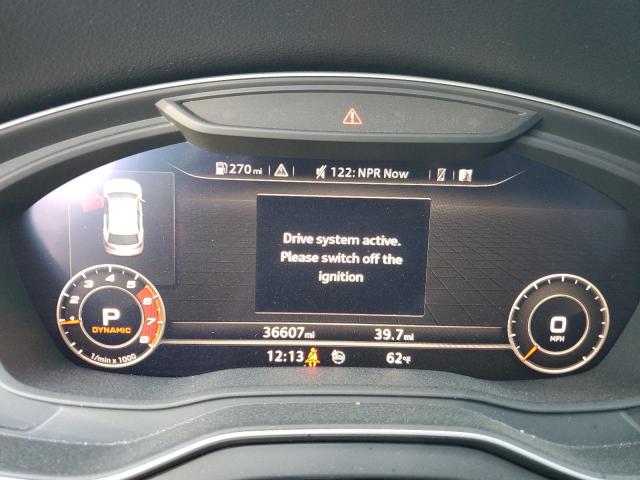 270 mi 122: NPR Now
Drive system active.
Please switch off the
ignition
1 2 3 4 5 6 7 8
P
DYNAMIC
1/min x 1000
0
MPH
36607 mi 39.7 mi
12:13 62°F